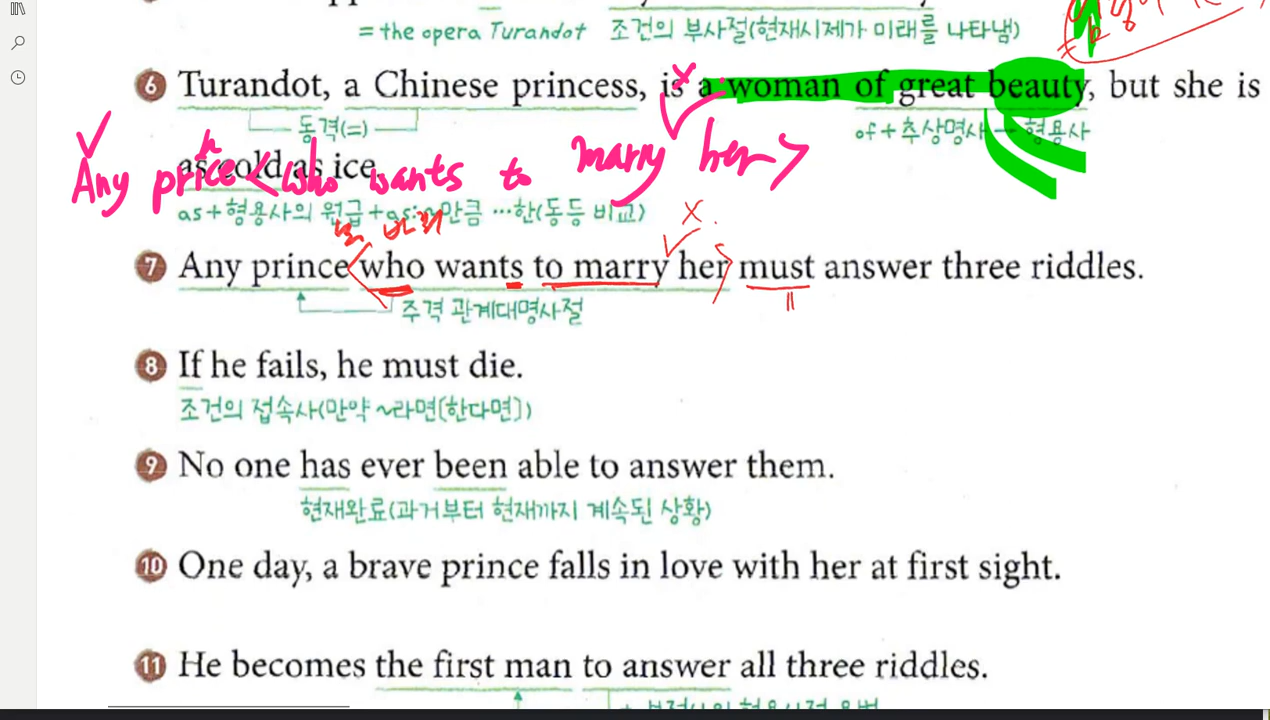 = the opera Turandot 조건의 부사절(현재시제가 미래를 나타냄)
6 Turandot, a Chinese princess, is a woman of great beauty, but she is
동격(=) of + 추상명사 → 형용사
as cold as ice.
Any prince <who wants to marry her>
as + 형용사의 원급 + as: ~만큼 …한(동등 비교)
x
7 Any prince who wants to marry her must answer three riddles.
주격 관계대명사절
8 If he fails, he must die.
조건의 접속사(만약 ~라면[한다면])
9 No one has ever been able to answer them.
현재완료(과거부터 현재까지 계속된 상황)
10 One day, a brave prince falls in love with her at first sight.
11 He becomes the first man to answer all three riddles.